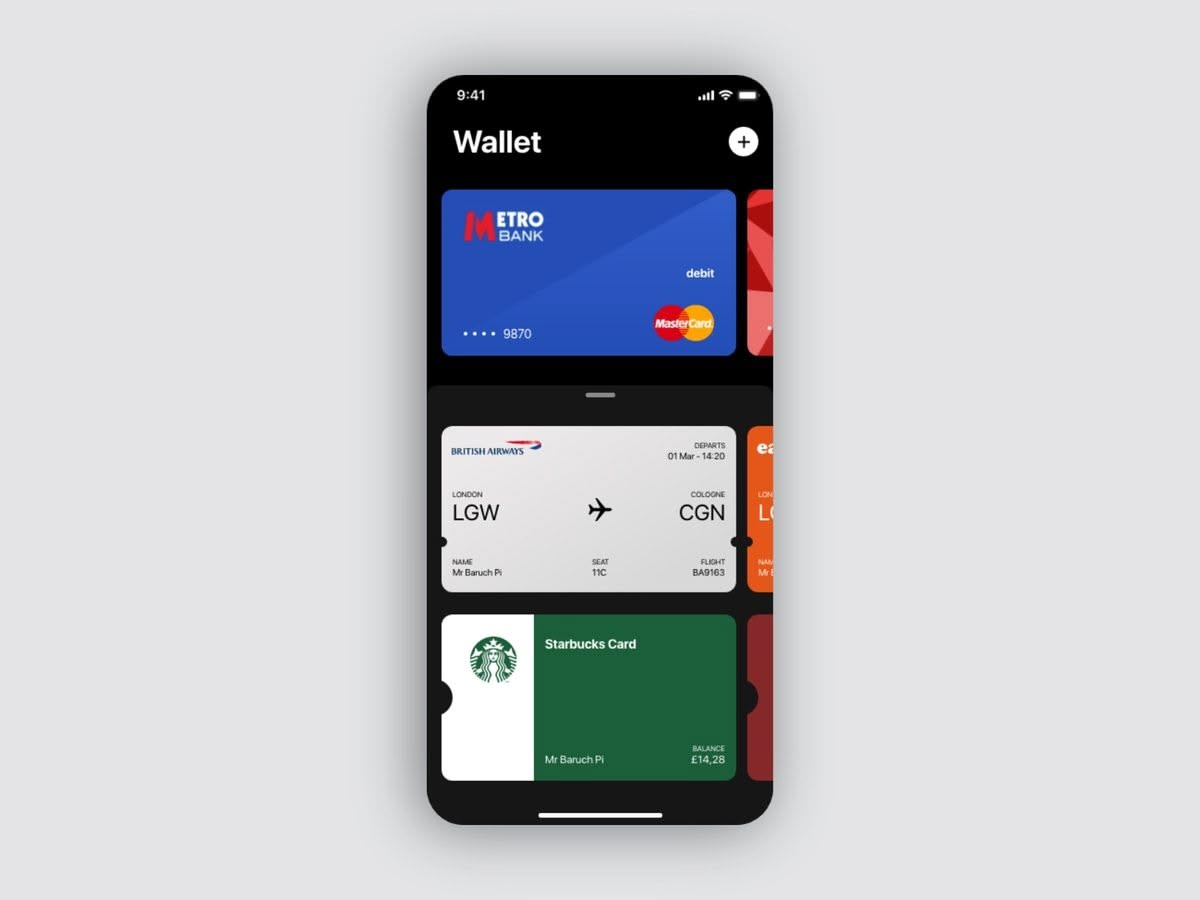 9:41
Wallet
METRO
BANK
debit
MasterCard
•••• 9870
BRITISH AIRWAYS
DEPARTS
01 Mar - 14:20
LONDON
COLOGNE
LGW
CGN
NAME
SEAT
FLIGHT
Mr Baruch Pi
11C
BA9163
Starbucks Card
BALANCE
Mr Baruch Pi
£14,28